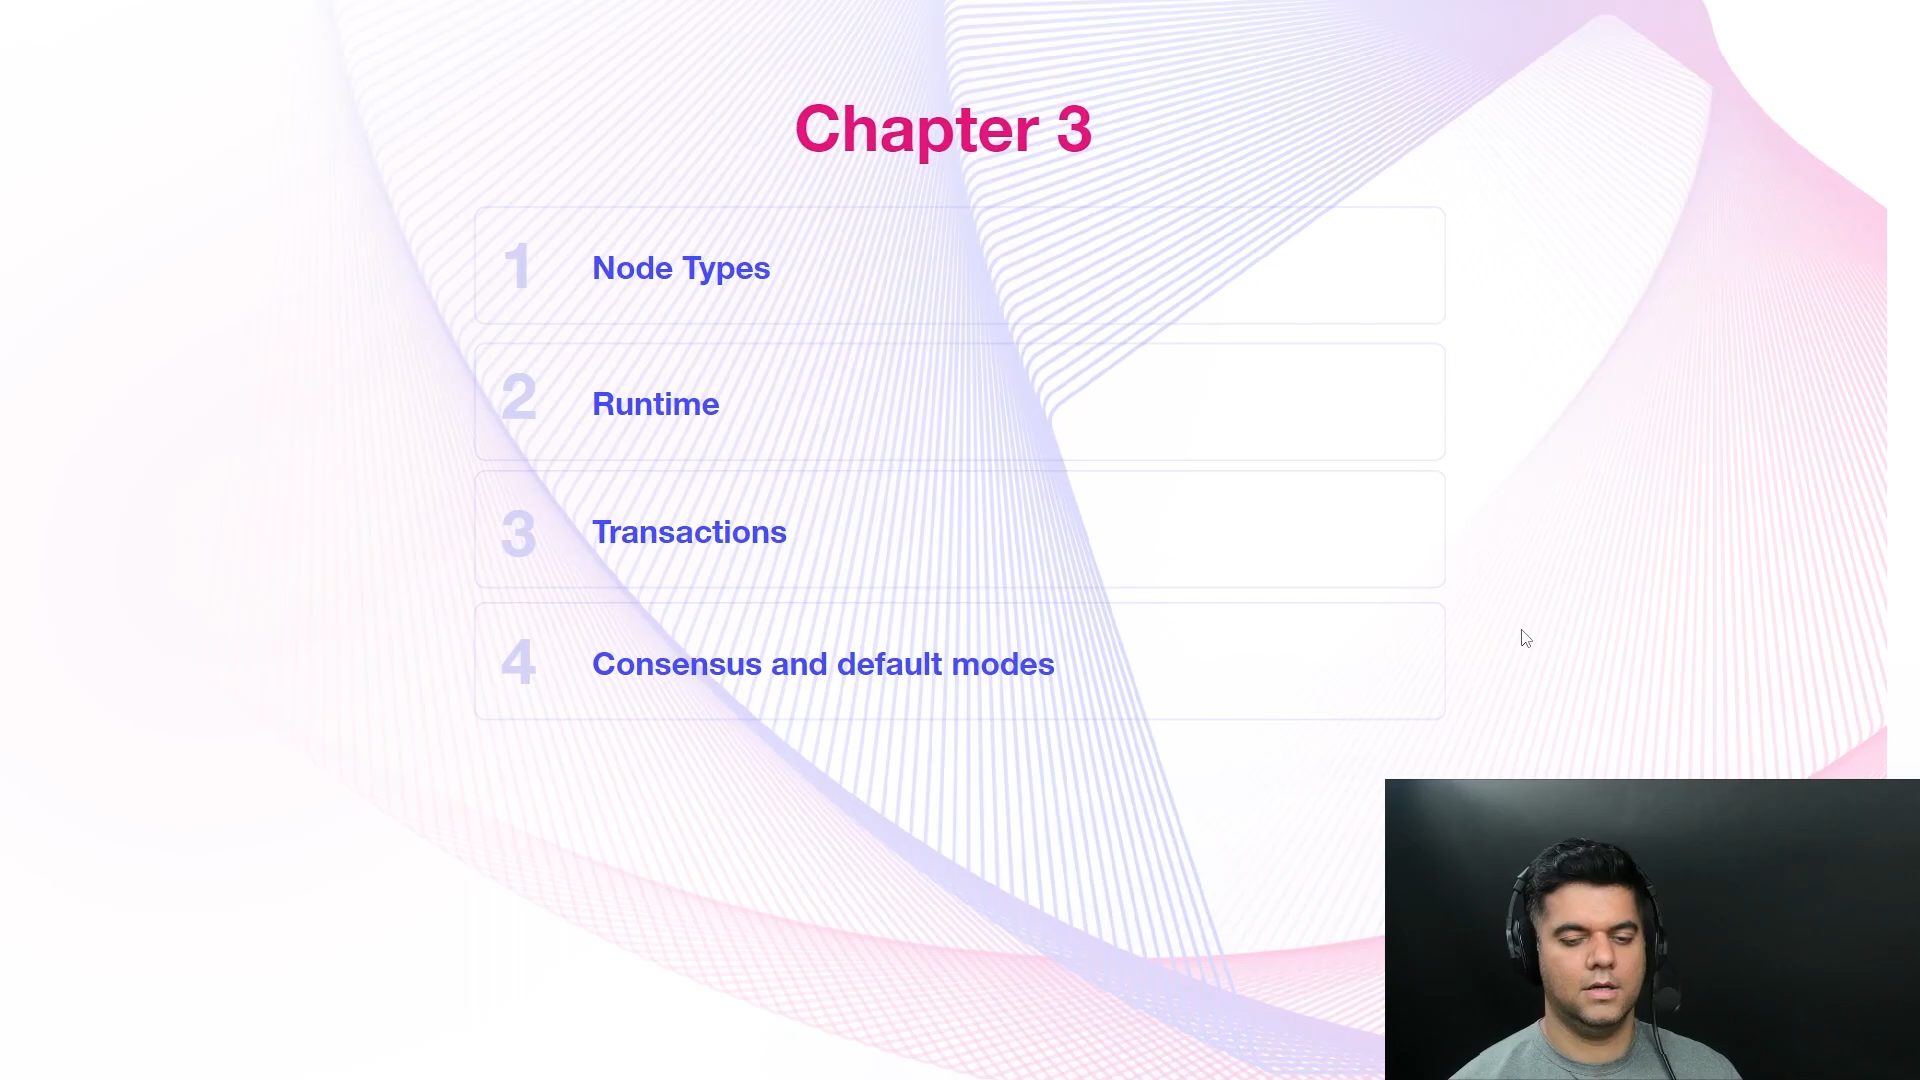 Chapter 3
1 Node Types
2 Runtime
3 Transactions
4 Consensus and default modes